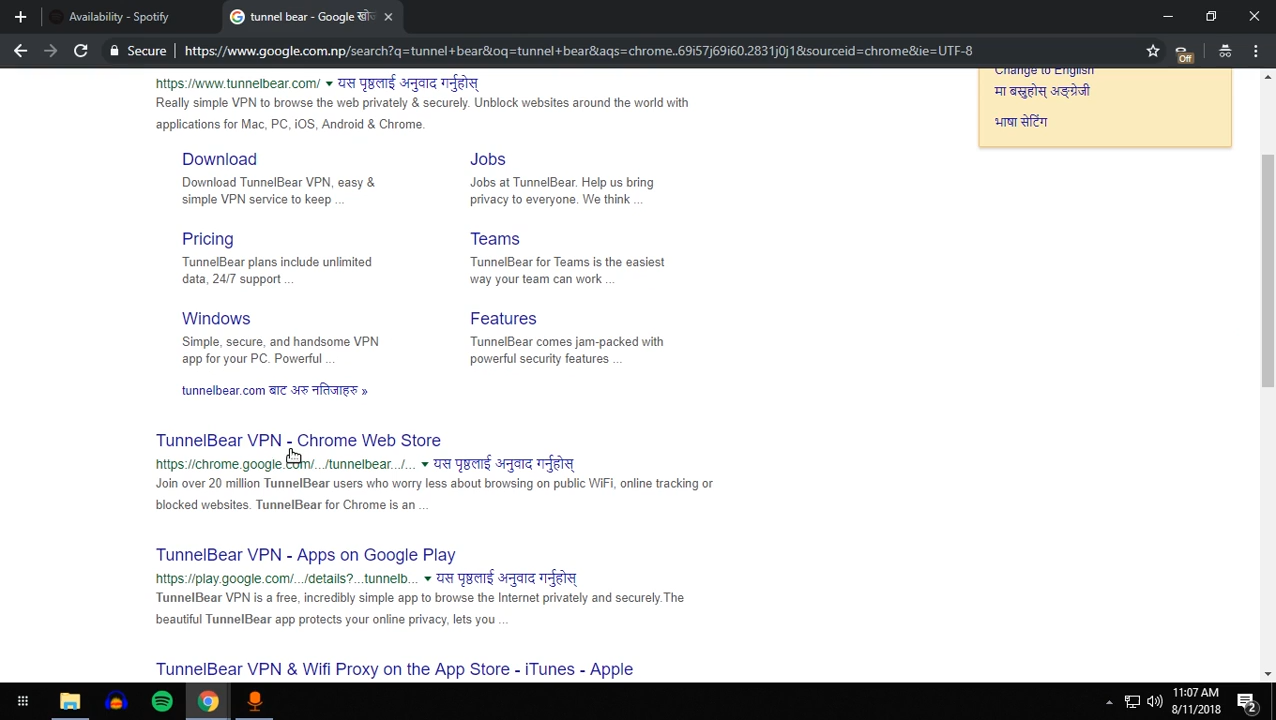 Availability - Spotify
tunnel bear - Google खोज
Secure
https://www.google.com.np/search?q=tunnel+bear&oq=tunnel+bear&aqs=chrome..69i57j69i60.2831j0j1&sourceid=chrome&ie=UTF-8
Off
Change to English
https://www.tunnelbear.com/ यस पृष्ठलाई अनुवाद गर्नुहोस्
मा बस्नुहोस् अङ्ग्रेजी
Really simple VPN to browse the web privately & securely. Unblock websites around the world with
applications for Mac, PC, iOS, Android & Chrome.
भाषा सेटिंग
Download
Download TunnelBear VPN, easy &
simple VPN service to keep ...
Jobs
Jobs at TunnelBear. Help us bring
privacy to everyone. We think ...
Pricing
TunnelBear plans include unlimited
data, 24/7 support ...
Teams
TunnelBear for Teams is the easiest
way your team can work ...
Windows
Simple, secure, and handsome VPN
app for your PC. Powerful ...
Features
TunnelBear comes jam-packed with
powerful security features ...
tunnelbear.com बाट अरु नतिजाहरु »
TunnelBear VPN - Chrome Web Store
https://chrome.google.com/.../tunnelbear.../... यस पृष्ठलाई अनुवाद गर्नुहोस्
Join over 20 million TunnelBear users who worry less about browsing on public WiFi, online tracking or
blocked websites. TunnelBear for Chrome is an ...
TunnelBear VPN - Apps on Google Play
https://play.google.com/.../details?...tunnelb... यस पृष्ठलाई अनुवाद गर्नुहोस्
TunnelBear VPN is a free, incredibly simple app to browse the Internet privately and securely.The
beautiful TunnelBear app protects your online privacy, lets you ...
TunnelBear VPN & Wifi Proxy on the App Store - iTunes - Apple
11:07 AM
8/11/2018
2